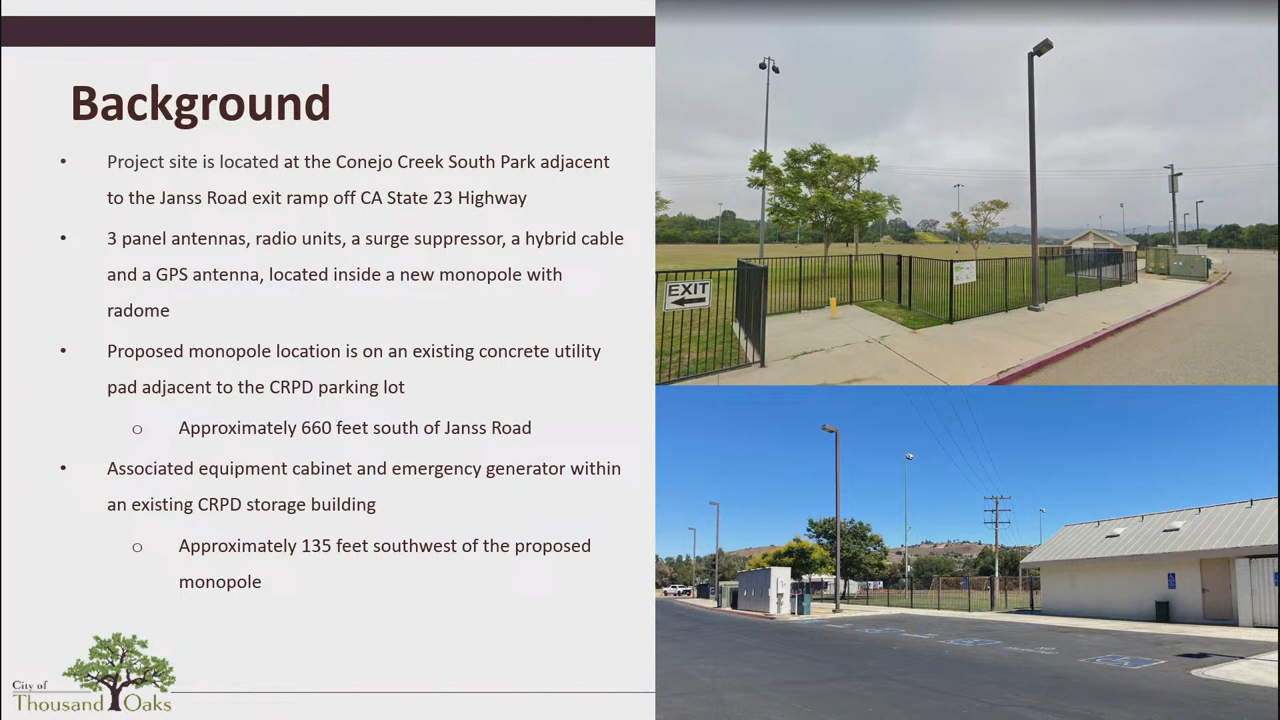 Background
• Project site is located at the Conejo Creek South Park adjacent
to the Janss Road exit ramp off CA State 23 Highway
• 3 panel antennas, radio units, a surge suppressor, a hybrid cable
and a GPS antenna, located inside a new monopole with
radome
• Proposed monopole location is on an existing concrete utility
pad adjacent to the CRPD parking lot
o Approximately 660 feet south of Janss Road
• Associated equipment cabinet and emergency generator within
an existing CRPD storage building
o Approximately 135 feet southwest of the proposed
monopole
City of
Thousand Oaks
EXIT